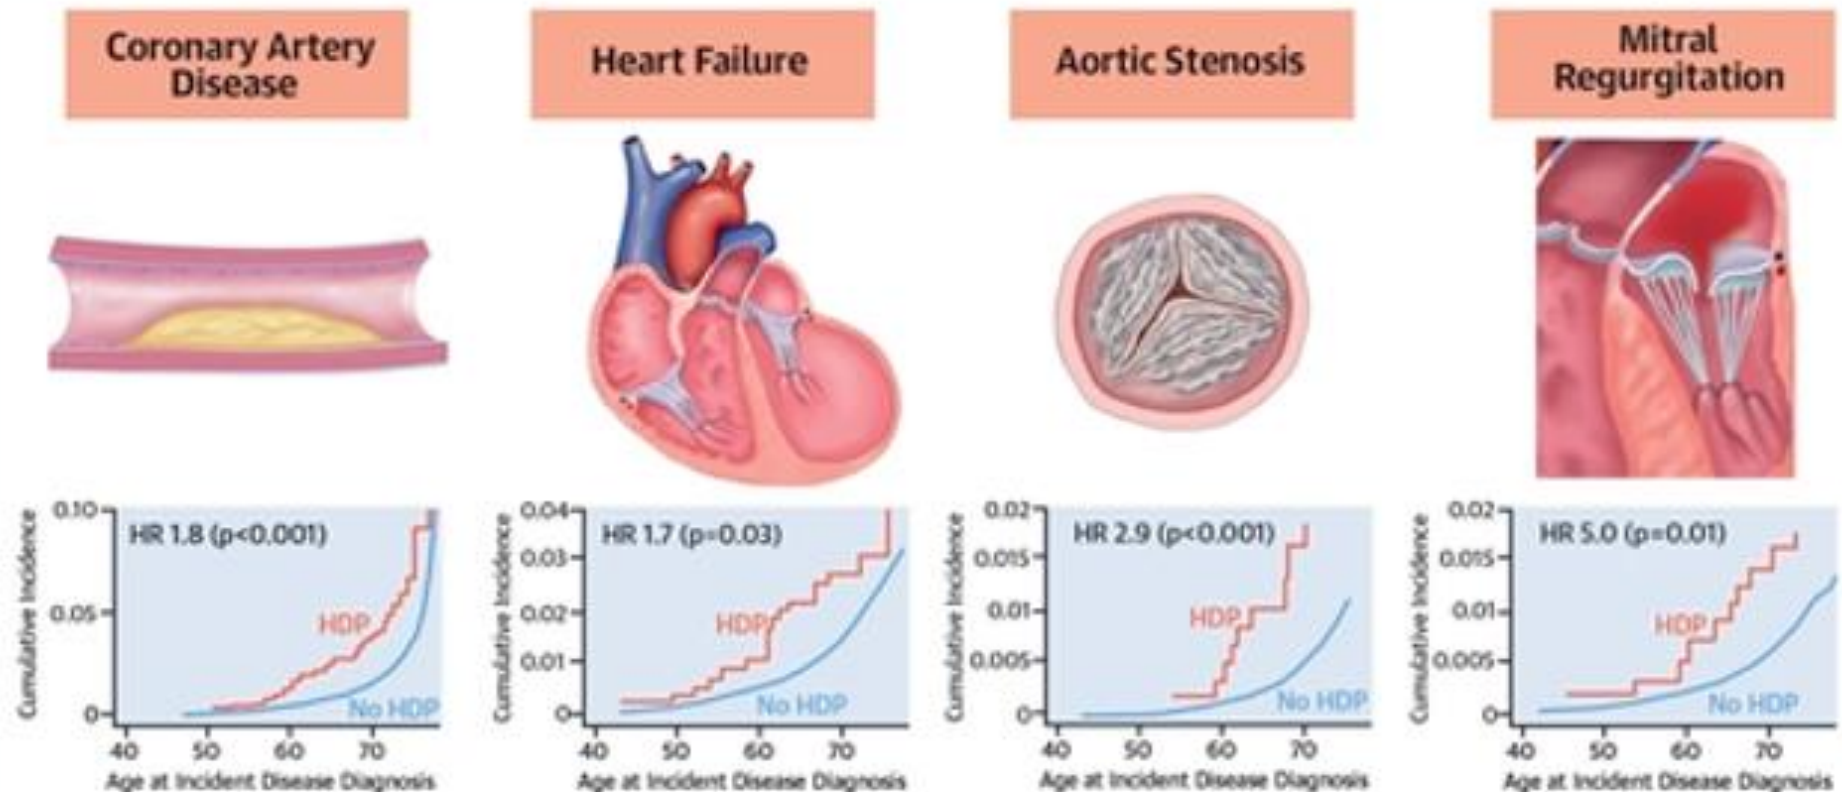 Coronary Artery
Disease
Heart Failure
Aortic Stenosis
Mitral
Regurgitation
Cumulative Incidence
0.10
0.05
0
HR 1.8 (p<0.001)
HDP
No HDP
40 50 60 70
Age at Incident Disease Diagnosis
Cumulative Incidence
0.04
0.03
0.02
0.01
0
HR 1.7 (p=0.03)
HDP
No HDP
40 50 60 70
Age at Incident Disease Diagnosis
Cumulative Incidence
0.02
0.015
0.01
0.005
0
HR 2.9 (p<0.001)
HDP
No HDP
40 50 60 70
Age at Incident Disease Diagnosis
Cumulative Incidence
0.02
0.015
0.01
0.005
0
HR 5.0 (p=0.01)
HDP
No HDP
40 50 60 70
Age at Incident Disease Diagnosis